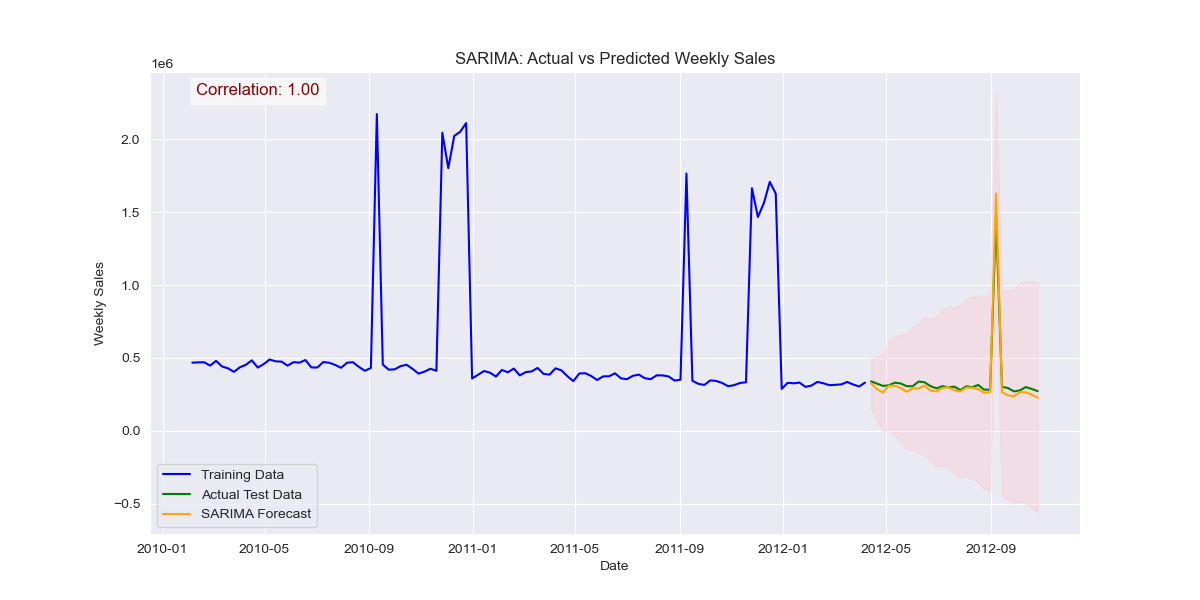 SARIMA: Actual vs Predicted Weekly Sales
1e6
Correlation: 1.00
2.0
1.5
1.0
0.5
0.0
−0.5
Weekly Sales
Training Data
Actual Test Data
SARIMA Forecast
2010-01 2010-05 2010-09 2011-01 2011-05 2011-09 2012-01 2012-05 2012-09
Date